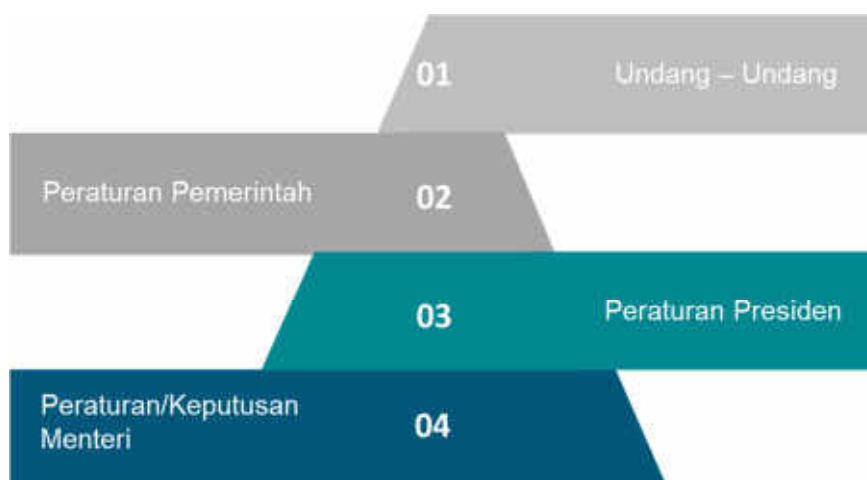 01 Undang – Undang
Peraturan Pemerintah 02
03 Peraturan Presiden
Peraturan/Keputusan
Menteri
04